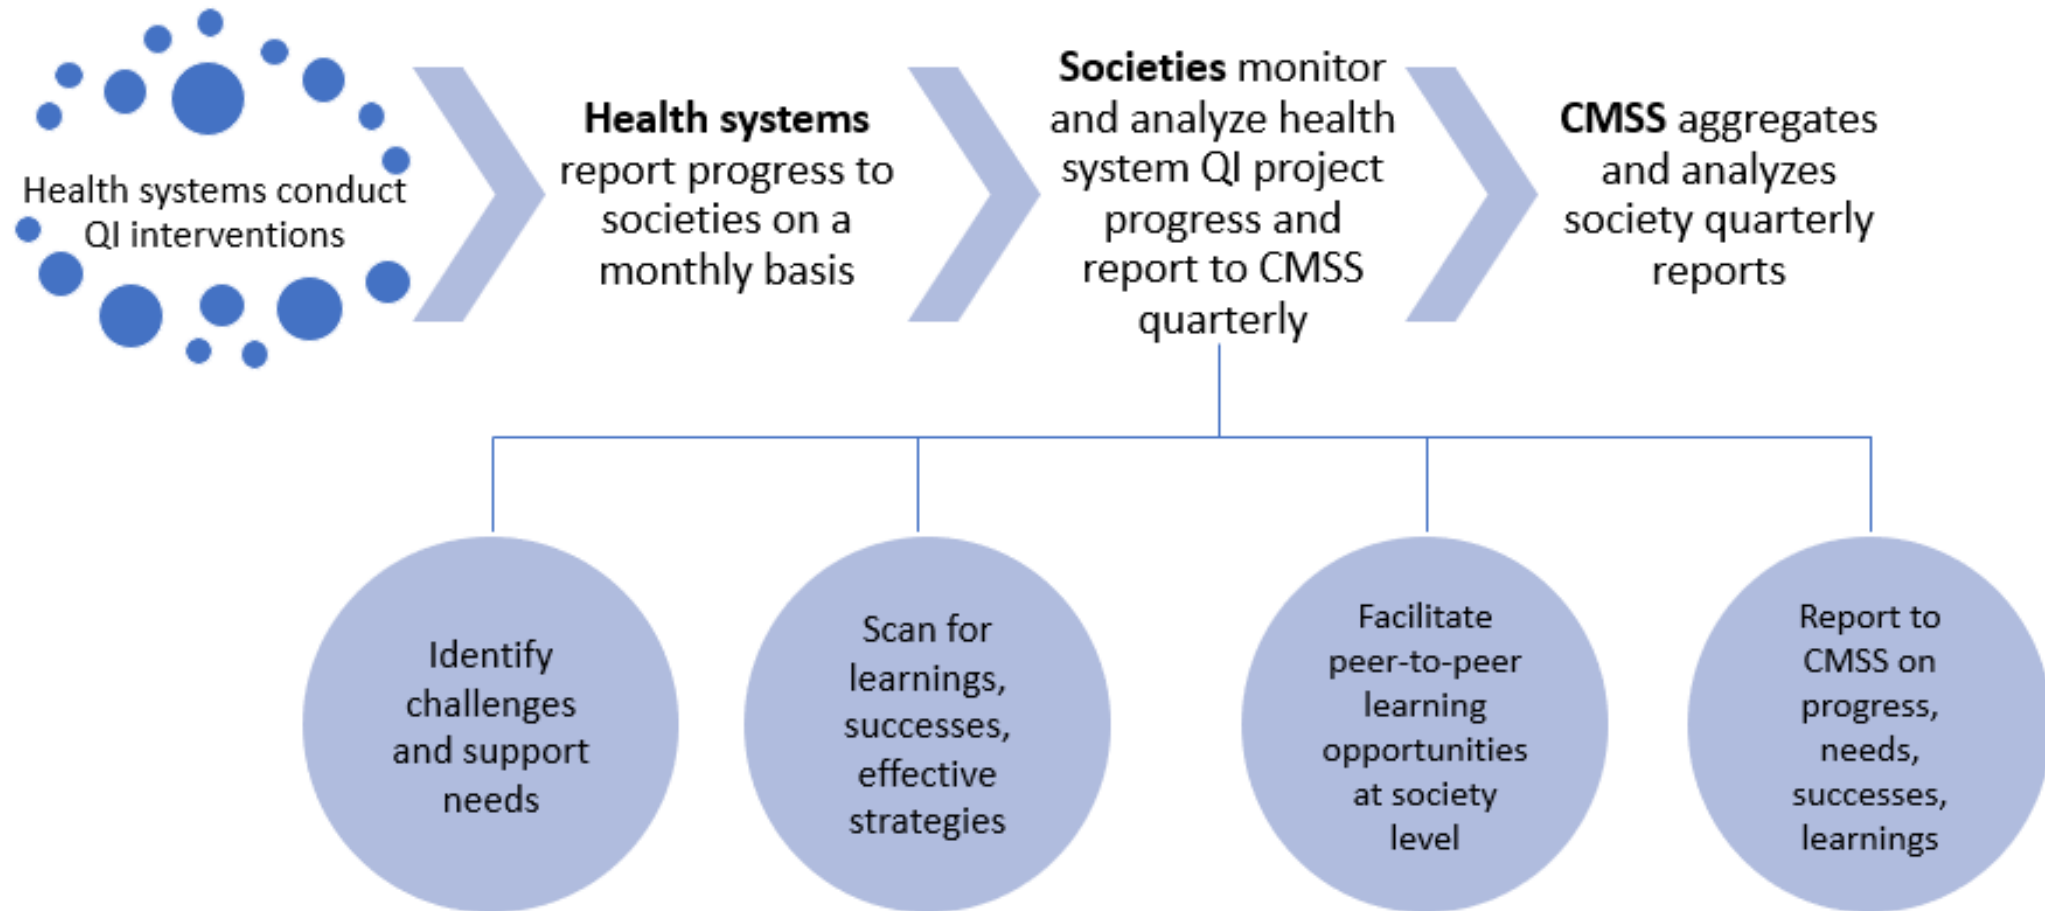 Health systems conduct
QI interventions
Health systems
report progress to
societies on a
monthly basis
Societies monitor
and analyze health
system QI project
progress and
report to CMSS
quarterly
CMSS aggregates
and analyzes
society quarterly
reports
Identify
challenges
and support
needs
Scan for
learnings,
successes,
effective
strategies
Facilitate
peer-to-peer
learning
opportunities
at society
level
Report to
CMSS on
progress,
needs,
successes,
learnings